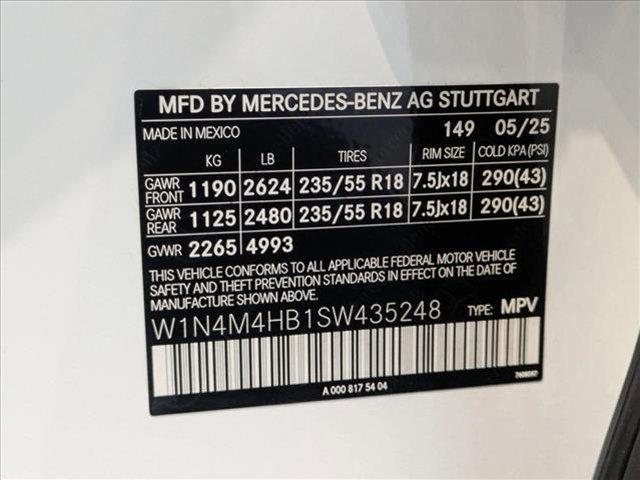 MFD BY MERCEDES-BENZ AG STUTTGART
MADE IN MEXICO 149 05/25
KG LB TIRES RIM SIZE COLD KPA(PSI)
GAWR FRONT 1190 2624 235/55 R18 7.5Jx18 290(43)
GAWR REAR 1125 2480 235/55 R18 7.5Jx18 290(43)
GVWR 2265 4993
THIS VEHICLE CONFORMS TO ALL APPLICABLE FEDERAL MOTOR VEHICLE
SAFETY AND THEFT PREVENTION STANDARDS IN EFFECT ON THE DATE OF
MANUFACTURE SHOWN ABOVE.
W1N4M4HB1SW435248 TYPE: MPV
A 000 817 54 04